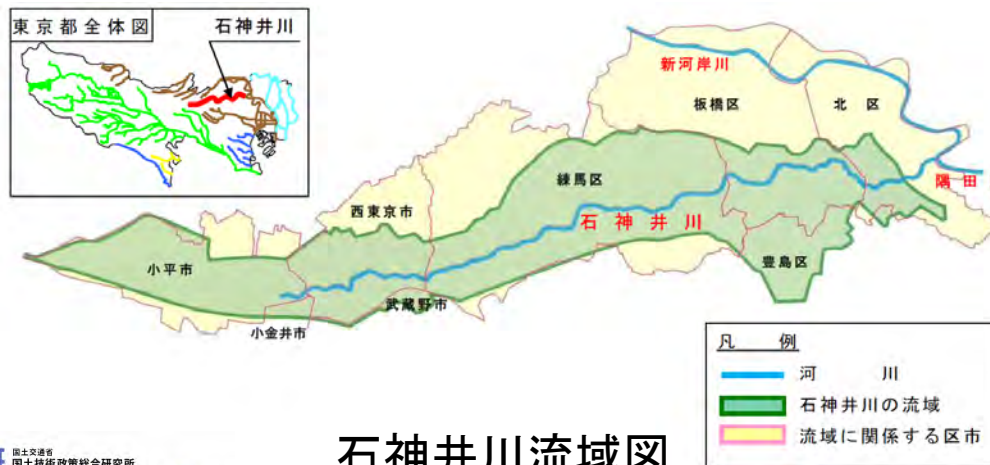 東京都全体図
石神井川
新河岸川
板橋区
北 区
練馬区
隅 田
西東京市
石 神 井 川
小平市
豊島区
武蔵野市
小金井市
凡 例
河 川
石神井川の流域
流域に関係する区市
石神井川流域図
国土交通省
国土技術政策総合研究所